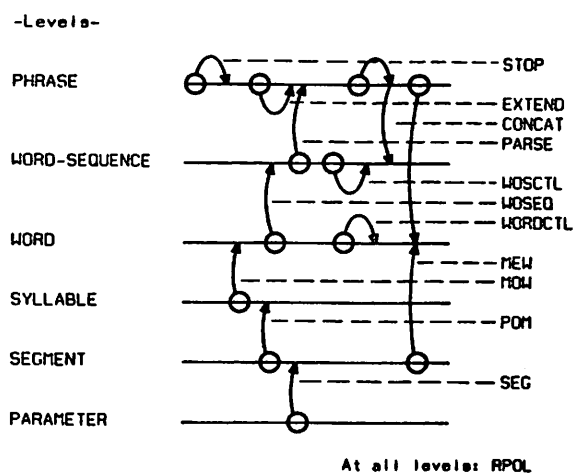 -Levels-
STOP
PHRASE
EXTEND
CONCAT
PARSE
WORD-SEQUENCE
WOSCTL
WOSEQ
WORDCTL
WORD
MEW
MOW
SYLLABLE
POM
SEGMENT
SEG
PARAMETER
At all levels: RPOL